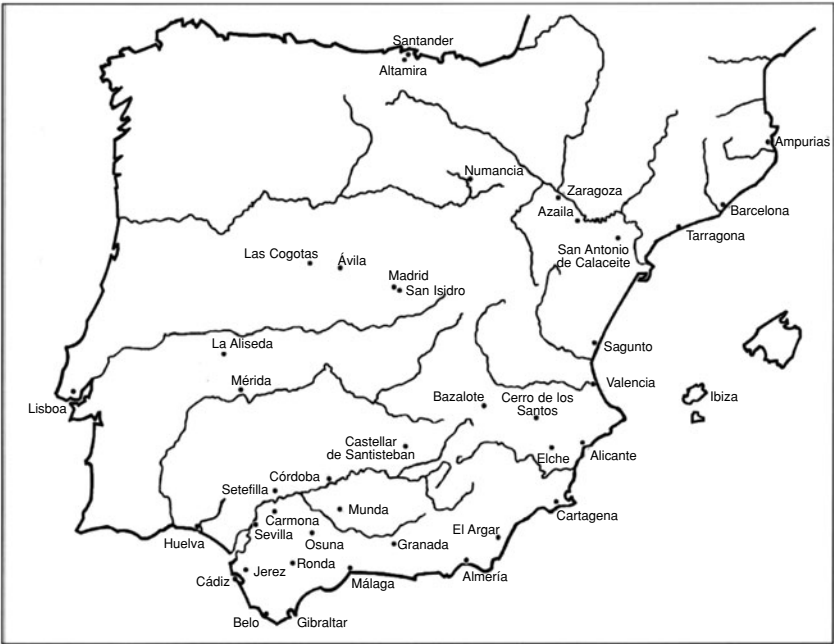 Santander
Altamira
Ampurias
Numancia
Zaragoza
Azaila
Barcelona
Tarragona
San Antonio
de Calaceite
Las Cogotas
Ávila
Madrid
San Isidro
La Aliseda
Sagunto
Mérida
Valencia
Lisboa
Bazalote
Cerro de los
Santos
Ibiza
Castellar
de Santisteban
Elche
Alicante
Córdoba
Setefilla
Carmona
Munda
Cartagena
Sevilla
Huelva
Osuna
Granada
El Argar
Jerez
Ronda
Cádiz
Málaga
Almería
Belo
Gibraltar